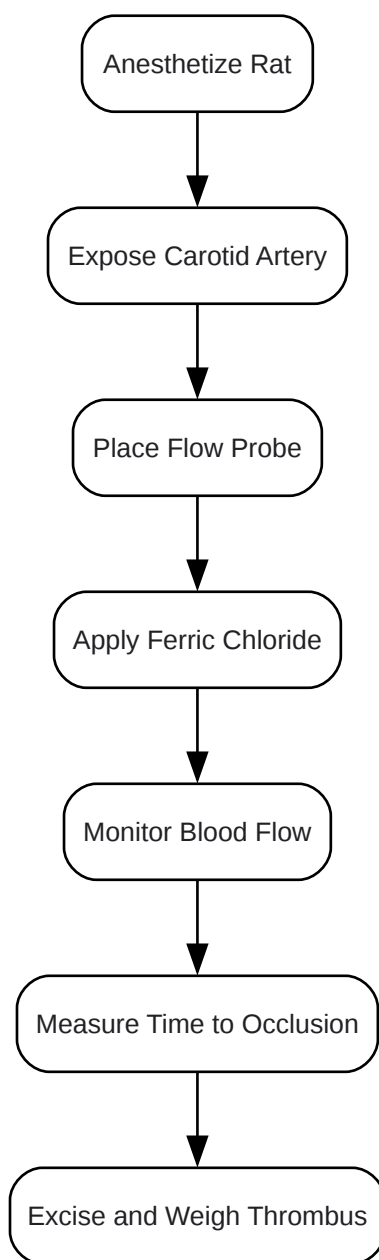 Anesthetize Rat
Expose Carotid Artery
Place Flow Probe
Apply Ferric Chloride
Monitor Blood Flow
Measure Time to Occlusion
Excise and Weigh Thrombus